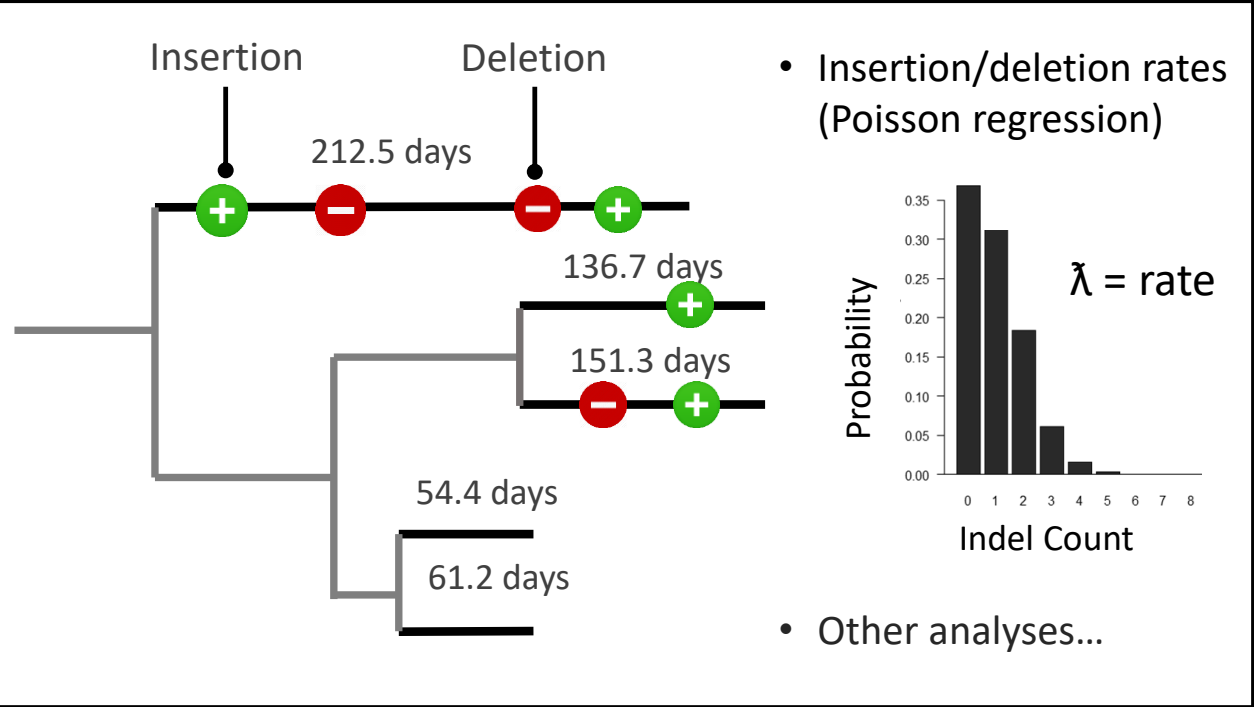 Insertion
Deletion
212.5 days
136.7 days
151.3 days
54.4 days
61.2 days
• Insertion/deletion rates
(Poisson regression)
0.35
0.30
0.25
0.20
0.15
0.10
0.05
0.00
Probability
ƛ = rate
0 1 2 3 4 5 6 7 8
Indel Count
• Other analyses…